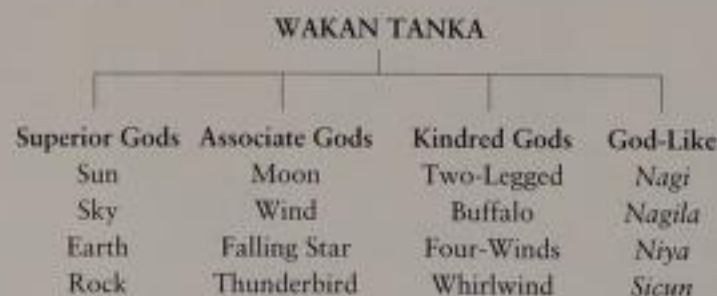 WAKAN TANKA
Superior Gods Associate Gods Kindred Gods God-Like
Sun Moon Two-Legged Nagi
Sky Wind Buffalo Nagila
Earth Falling Star Four-Winds Niya
Rock Thunderbird Whirlwind Sicun